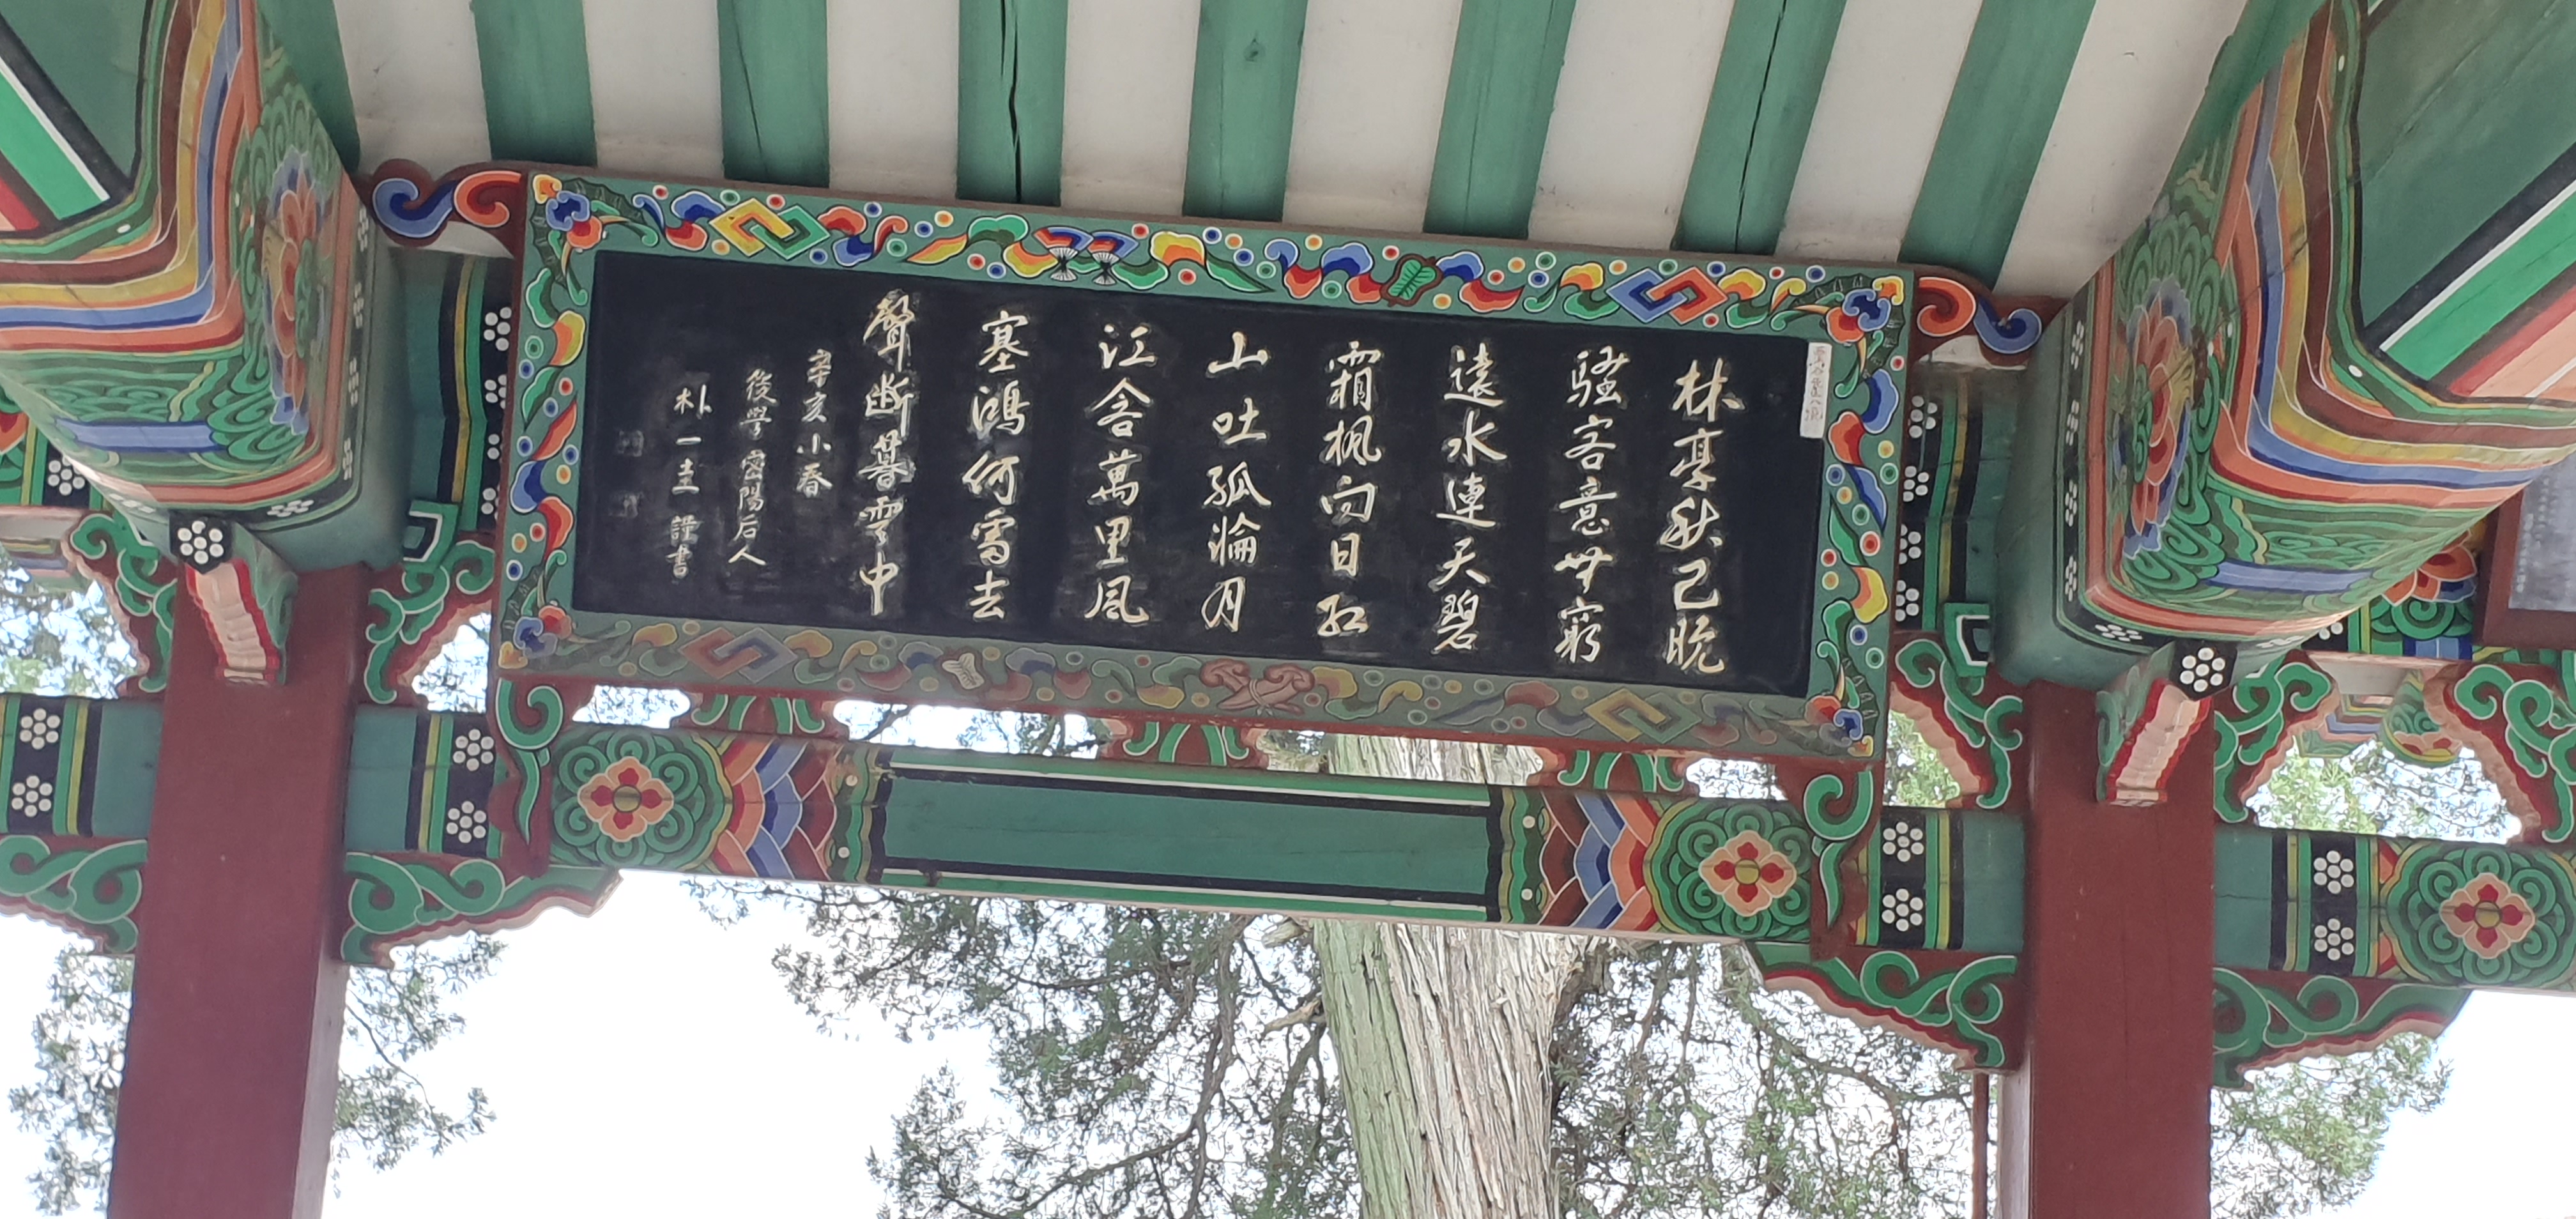 林亭秋已晩
騷客意無窮
遠水連天碧
霜楓向日紅
山吐孤輪月
江含萬里風
塞鴻何處去
聲斷暮雲中
辛亥小春
後學密陽后人
朴一圭謹書